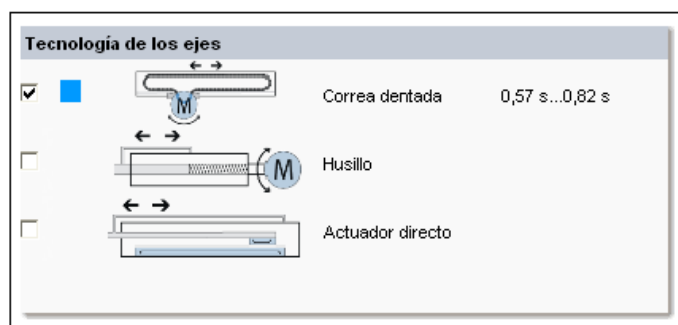 Tecnología de los ejes
M
Correa dentada 0,57 s...0,82 s
M
Husillo
Actuador directo